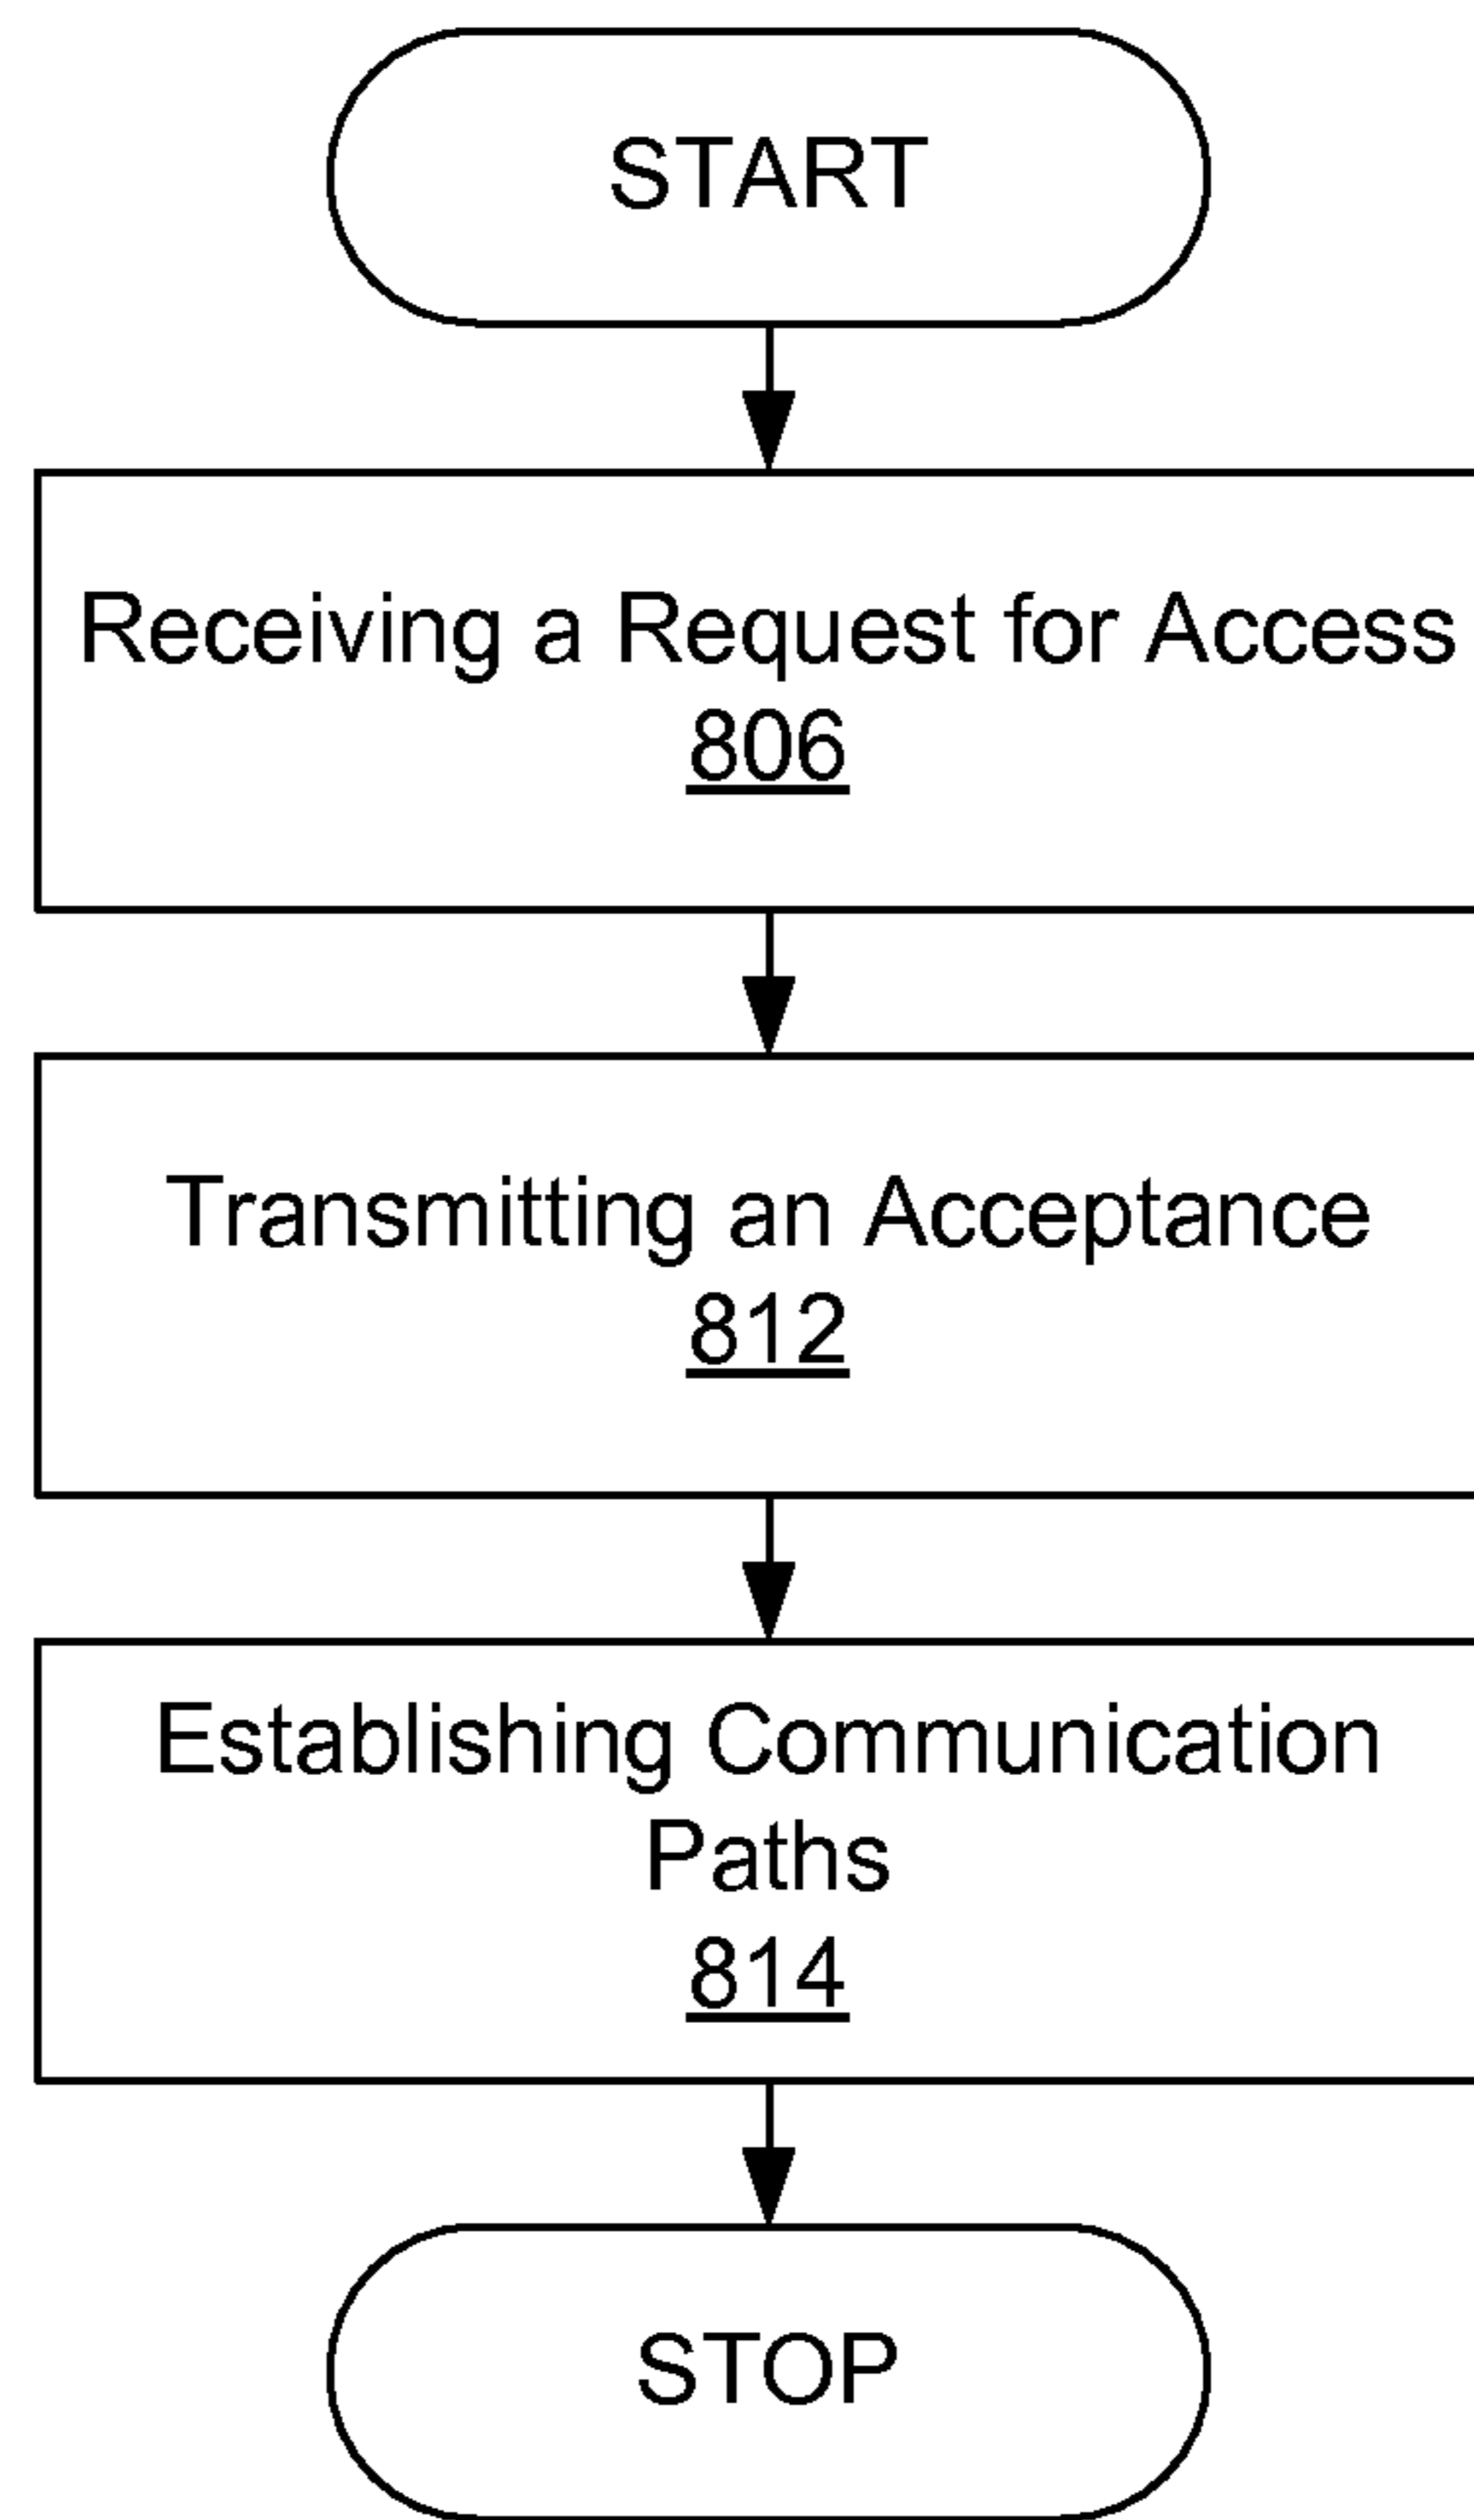 START
Receiving a Request for Access
806
Transmitting an Acceptance
812
Establishing Communication
Paths
814
STOP